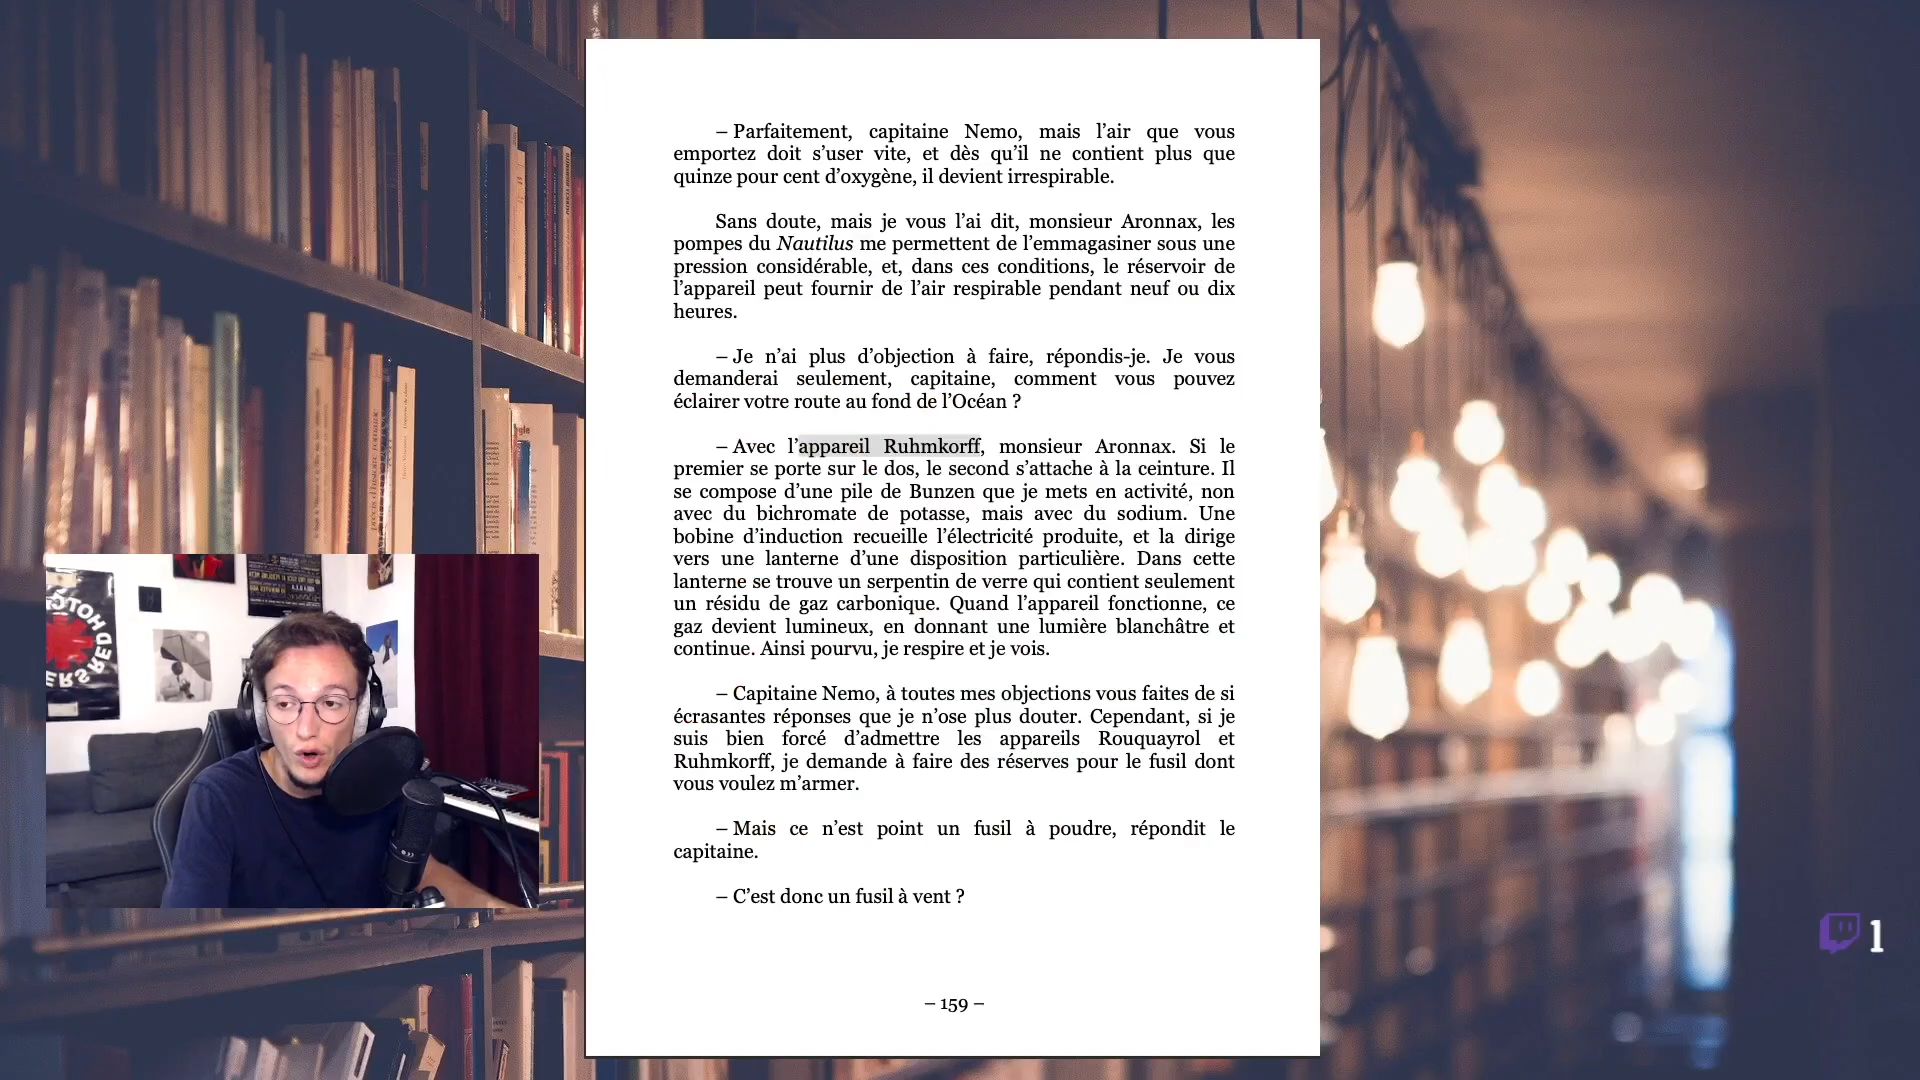 – Parfaitement, capitaine Nemo, mais l’air que vous
emportez doit s’user vite, et dès qu’il ne contient plus que
quinze pour cent d’oxygène, il devient irrespirable.
Sans doute, mais je vous l’ai dit, monsieur Aronnax, les
pompes du Nautilus me permettent de l’emmagasiner sous une
pression considérable, et, dans ces conditions, le réservoir de
l’appareil peut fournir de l’air respirable pendant neuf ou dix
heures.
– Je n’ai plus d’objection à faire, répondis-je. Je vous
demanderai seulement, capitaine, comment vous pouvez
éclairer votre route au fond de l’Océan ?
– Avec l’appareil Ruhmkorff, monsieur Aronnax. Si le
premier se porte sur le dos, le second s’attache à la ceinture. Il
se compose d’une pile de Bunzen que je mets en activité, non
avec du bichromate de potasse, mais avec du sodium. Une
bobine d’induction recueille l’électricité produite, et la dirige
vers une lanterne d’une disposition particulière. Dans cette
lanterne se trouve un serpentin de verre qui contient seulement
un résidu de gaz carbonique. Quand l’appareil fonctionne, ce
gaz devient lumineux, en donnant une lumière blanchâtre et
continue. Ainsi pourvu, je respire et je vois.
– Capitaine Nemo, à toutes mes objections vous faites de si
écrasantes réponses que je n’ose plus douter. Cependant, si je
suis bien forcé d’admettre les appareils Rouquayrol et
Ruhmkorff, je demande à faire des réserves pour le fusil dont
vous voulez m’armer.
– Mais ce n’est point un fusil à poudre, répondit le
capitaine.
– C’est donc un fusil à vent ?
– 159 –
1